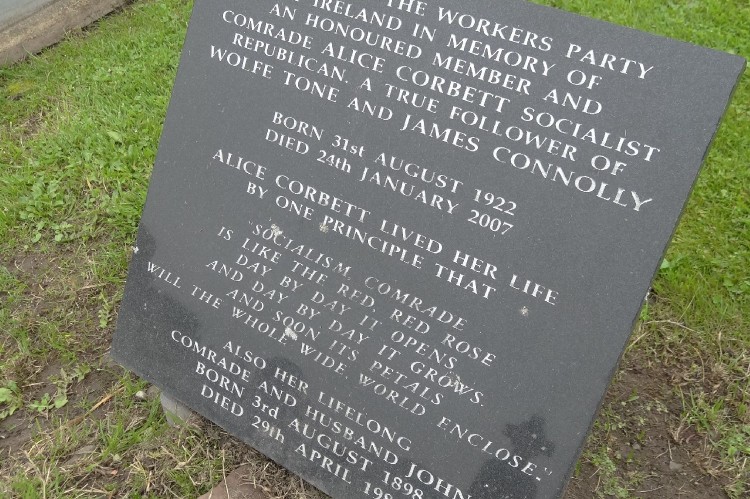 THE WORKERS PARTY
IRELAND IN MEMORY OF
AN HONOURED MEMBER AND
COMRADE ALICE CORBETT SOCIALIST
REPUBLICAN, A TRUE FOLLOWER OF
WOLFE TONE AND JAMES CONNOLLY
BORN 31st AUGUST 1922
DIED 24th JANUARY 2007
ALICE CORBETT LIVED HER LIFE
BY ONE PRINCIPLE THAT
"SOCIALISM, COMRADE
IS LIKE THE RED, RED ROSE
DAY BY DAY IT OPENS,
AND DAY BY DAY IT GROWS.
AND SOON ITS PETALS
WILL THE WHOLE WIDE WORLD ENCLOSE."
ALSO HER LIFELONG
COMRADE AND HUSBAND JOHN
BORN 3rd AUGUST 1898
DIED 29th APRIL